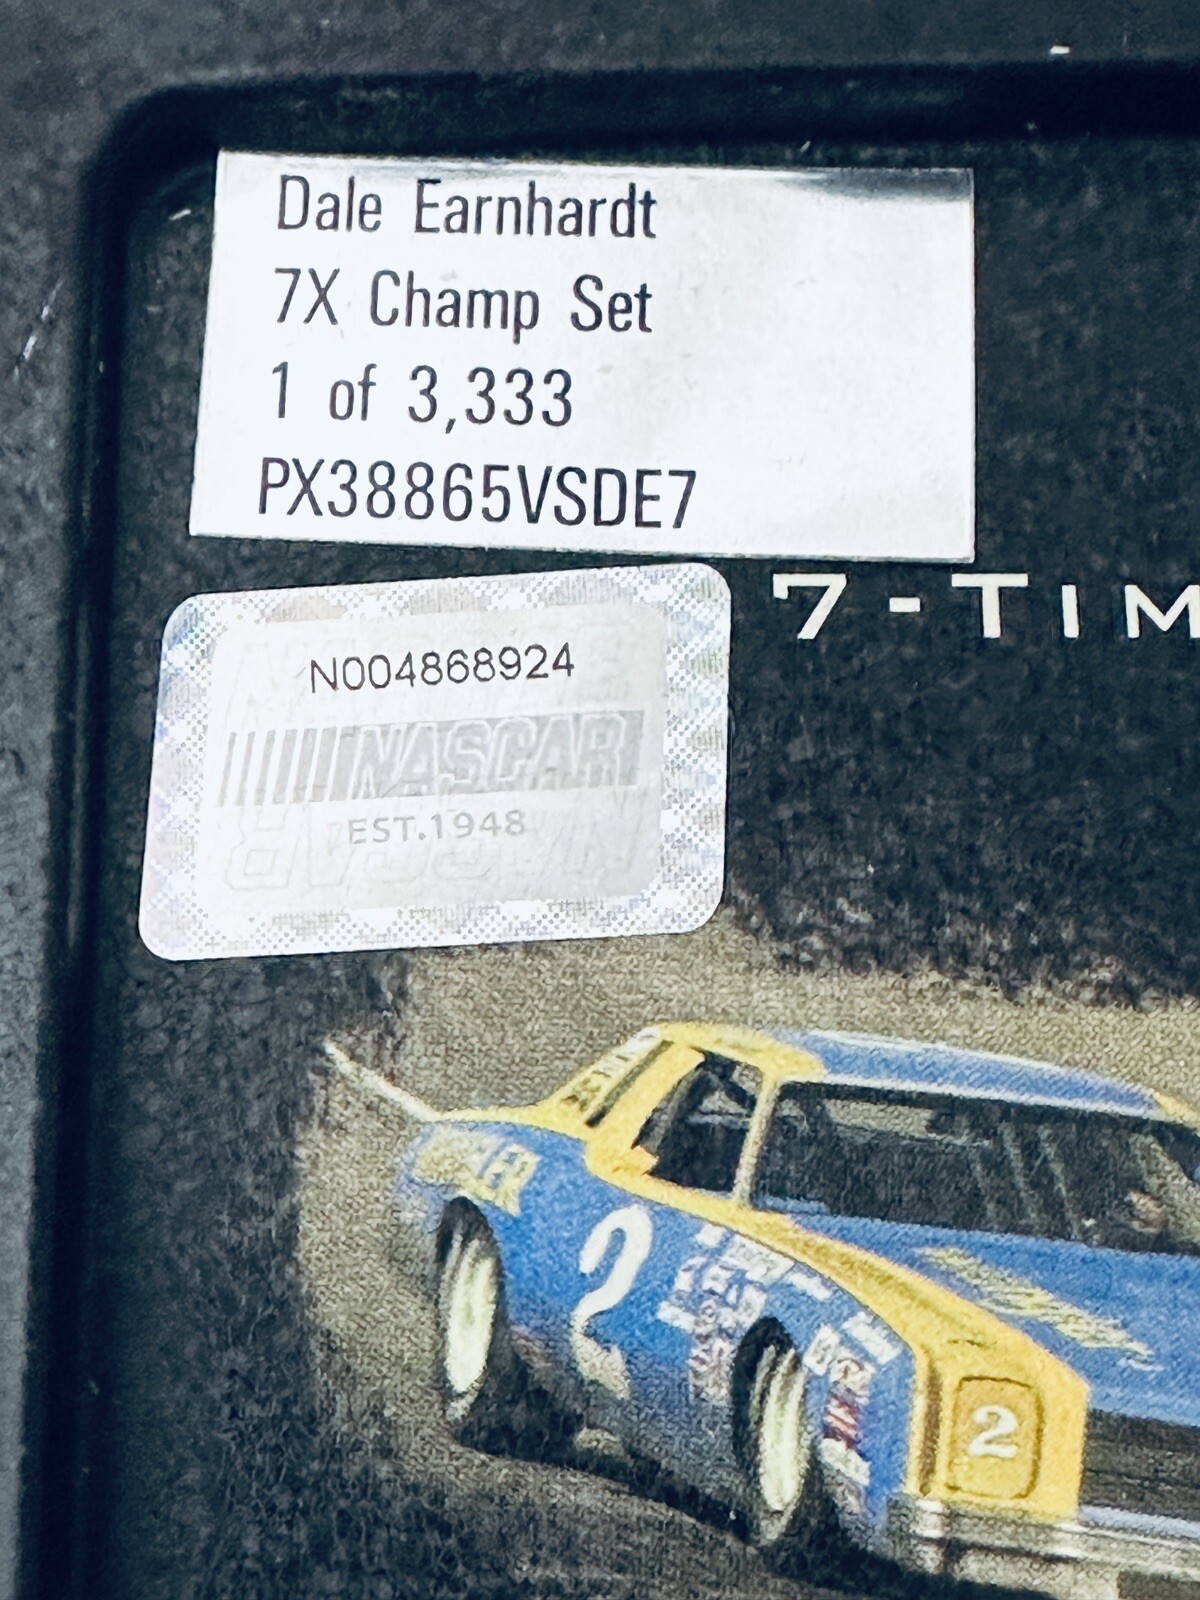 Dale Earnhardt
7X Champ Set
1 of 3,333
PX38865VSDE7
7-TIM
N004868924
NASCAR
EST.1948
2
2